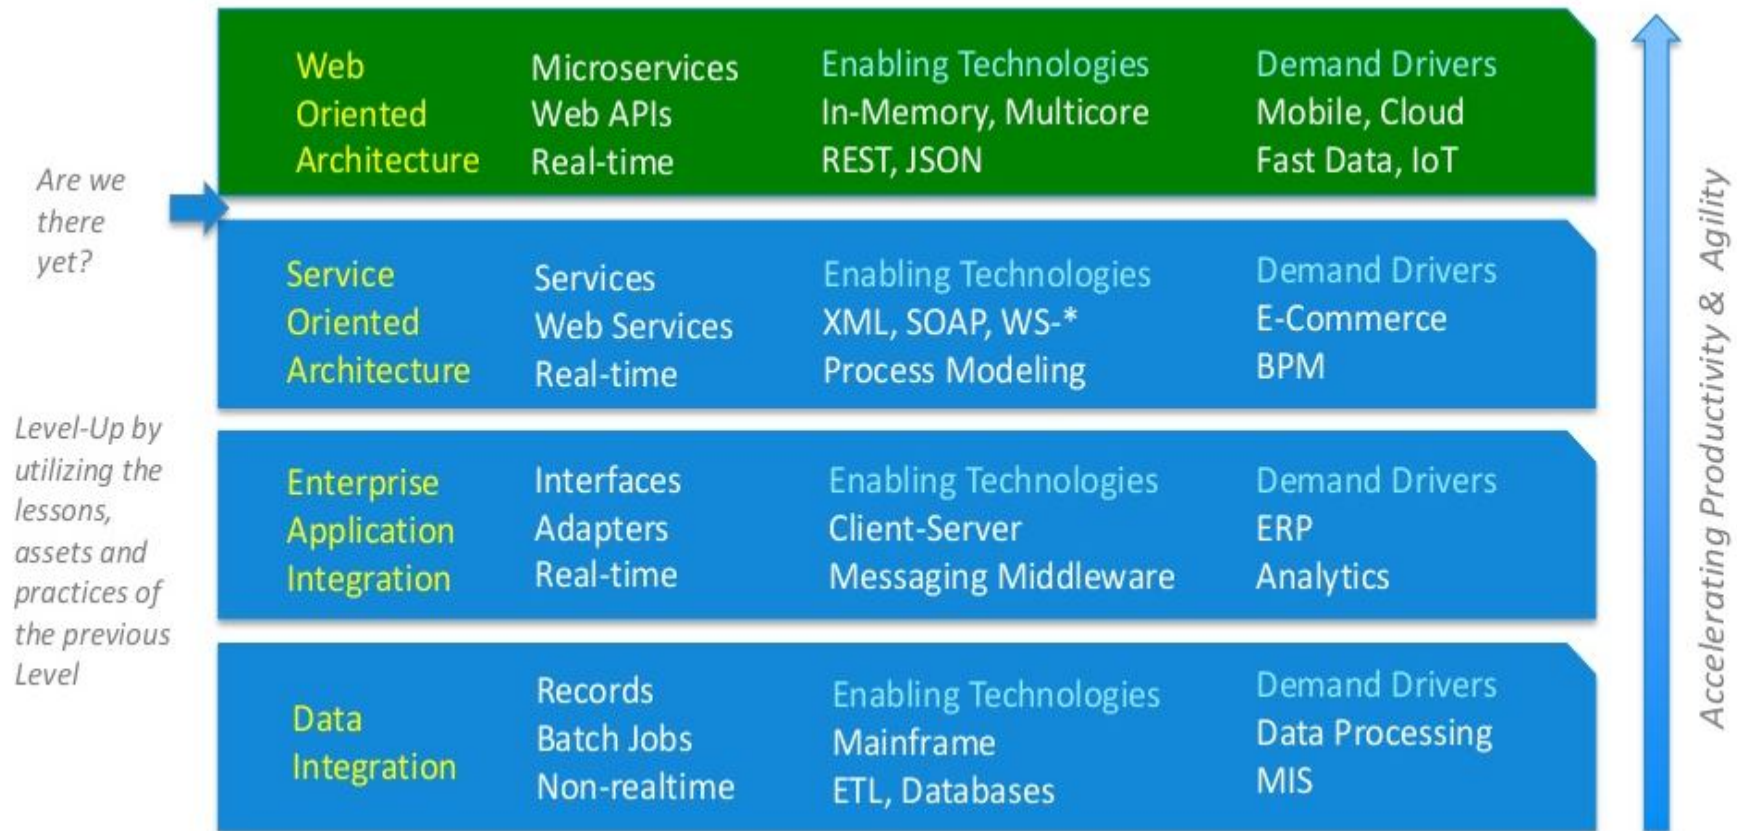 Web
Oriented
Architecture
Microservices
Web APIs
Real-time
Enabling Technologies
In-Memory, Multicore
REST, JSON
Demand Drivers
Mobile, Cloud
Fast Data, IoT
Are we
there
yet?
Service
Oriented
Architecture
Services
Web Services
Real-time
Enabling Technologies
XML, SOAP, WS-*
Process Modeling
Demand Drivers
E-Commerce
BPM
Level-Up by
utilizing the
lessons,
assets and
practices of
the previous
Level
Enterprise
Application
Integration
Interfaces
Adapters
Real-time
Enabling Technologies
Client-Server
Messaging Middleware
Demand Drivers
ERP
Analytics
Data
Integration
Records
Batch Jobs
Non-realtime
Enabling Technologies
Mainframe
ETL, Databases
Demand Drivers
Data Processing
MIS
Accelerating Productivity & Agility